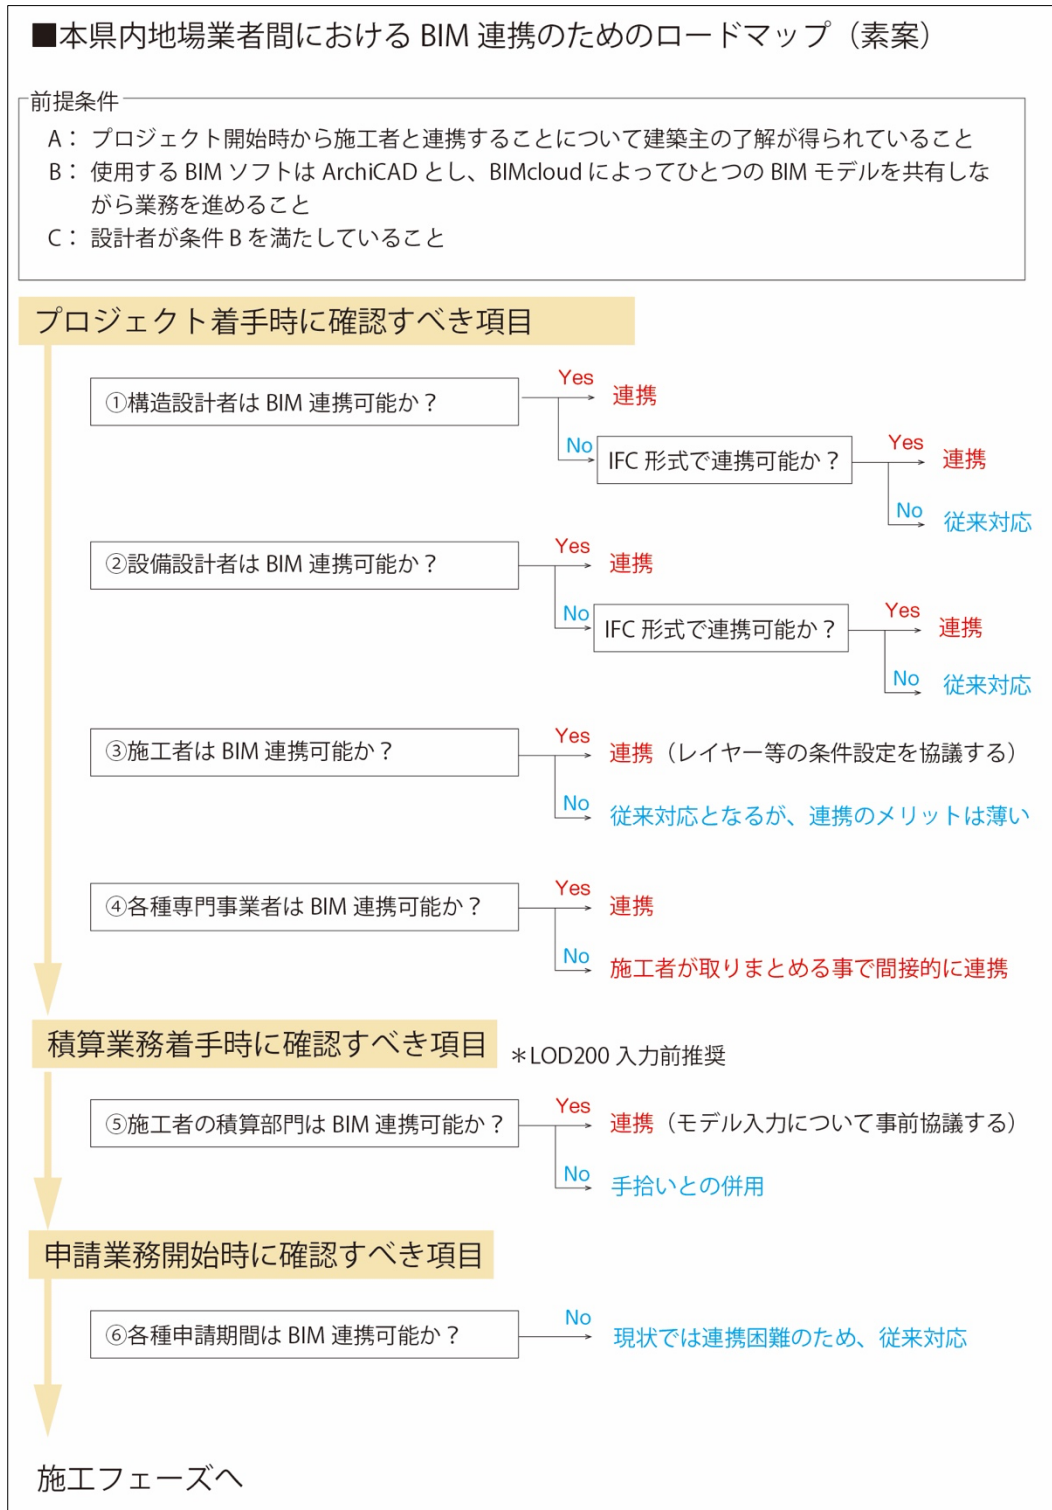 ■本県内地場業者間における BIM 連携のためのロードマップ（素案）
前提条件
A： プロジェクト開始時から施工者と連携することについて建築主の了解が得られていること
B： 使用する BIM ソフトは ArchiCAD とし、BIMcloud によってひとつの BIM モデルを共有しな
がら業務を進めること
C： 設計者が条件 B を満たしていること
プロジェクト着手時に確認すべき項目
①構造設計者は BIM 連携可能か？
Yes
連携
No
IFC 形式で連携可能か？
Yes
連携
No
従来対応
②設備設計者は BIM 連携可能か？
Yes
連携
No
IFC 形式で連携可能か？
Yes
連携
No
従来対応
③施工者は BIM 連携可能か？
Yes
連携（レイヤー等の条件設定を協議する）
No
従来対応となるが、連携のメリットは薄い
④各種専門事業者は BIM 連携可能か？
Yes
連携
No
施工者が取りまとめる事で間接的に連携
積算業務着手時に確認すべき項目 ＊LOD200 入力前推奨
⑤施工者の積算部門は BIM 連携可能か？
Yes
連携（モデル入力について事前協議する）
No
手拾いとの併用
申請業務開始時に確認すべき項目
⑥各種申請期間は BIM 連携可能か？
No
現状では連携困難のため、従来対応
施工フェーズへ